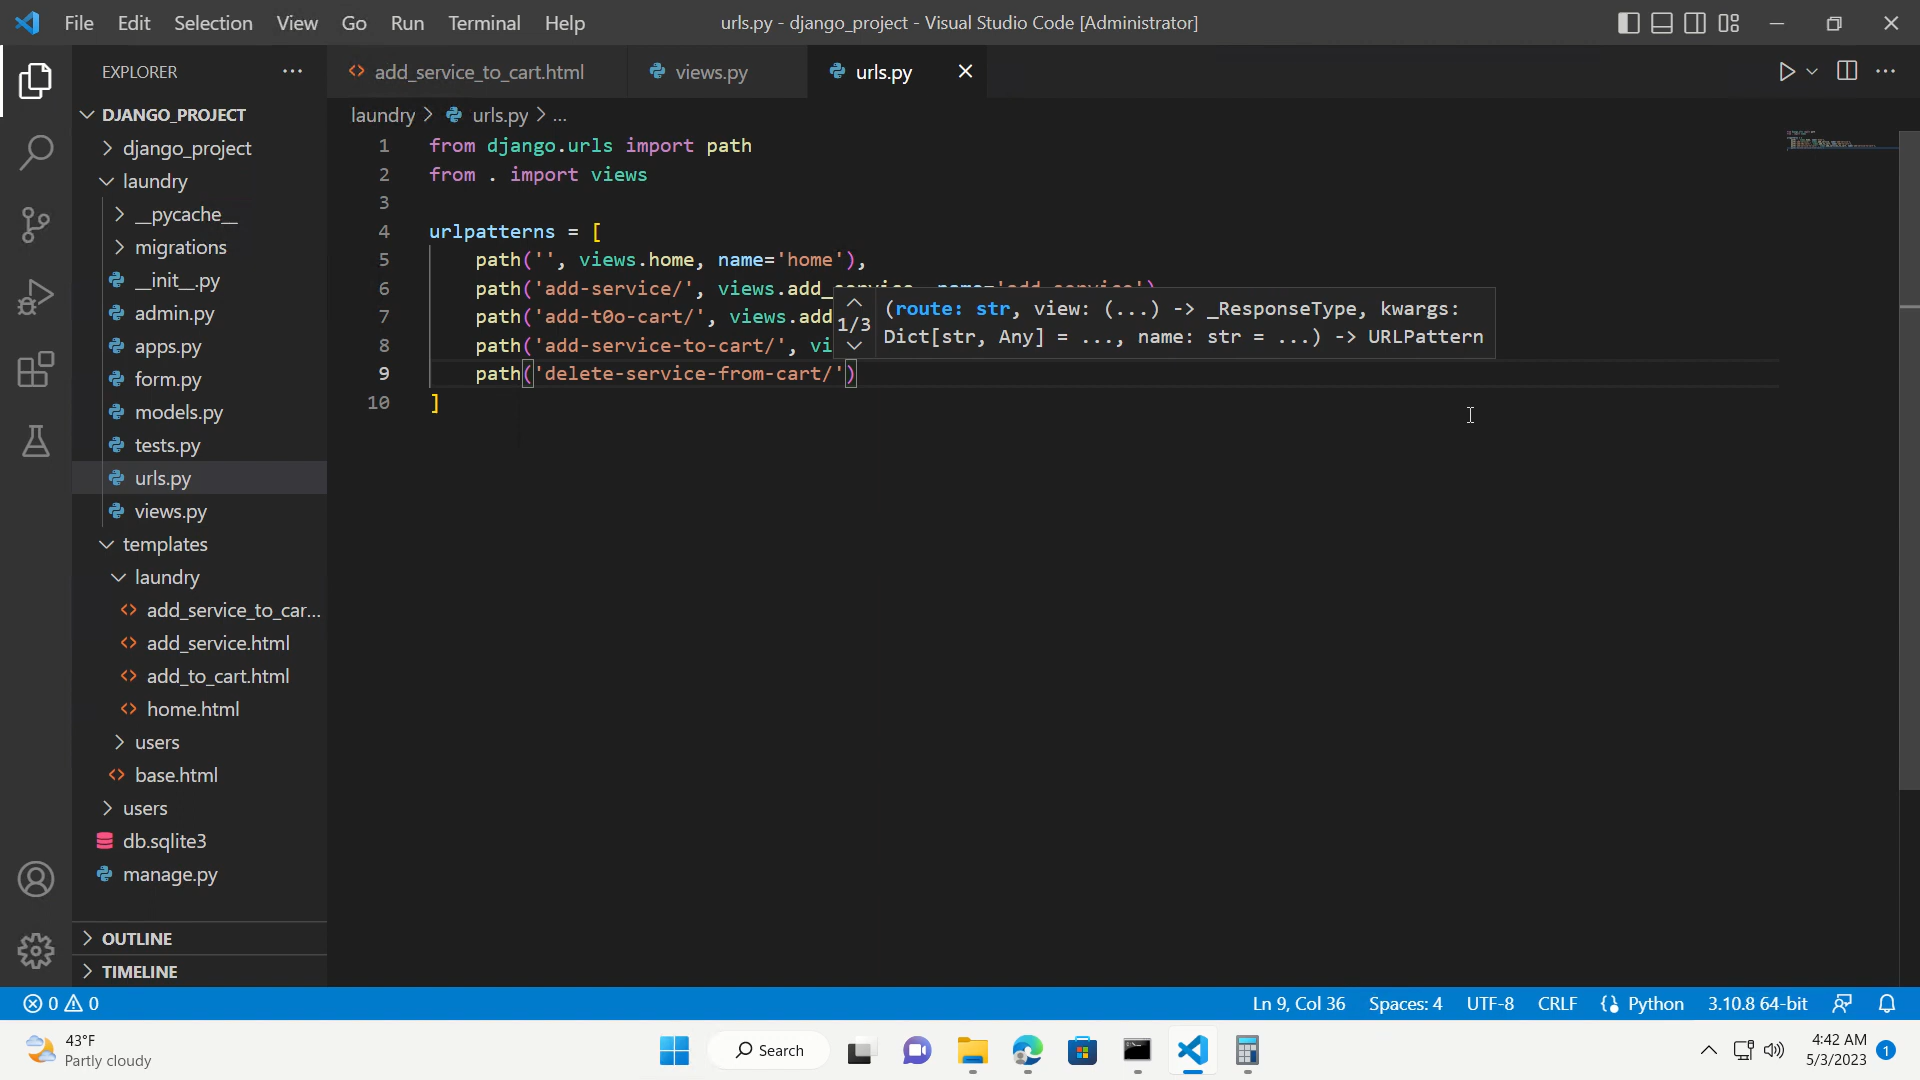 File Edit Selection View Go Run Terminal Help
urls.py - django_project - Visual Studio Code [Administrator]
EXPLORER
add_service_to_cart.html
views.py
urls.py
DJANGO_PROJECT
django_project
laundry
__pycache__
migrations
__init__.py
admin.py
apps.py
form.py
models.py
tests.py
urls.py
views.py
templates
laundry
add_service_to_car...
add_service.html
add_to_cart.html
home.html
users
base.html
users
db.sqlite3
manage.py
OUTLINE
TIMELINE
laundry > urls.py > ...
1 from django.urls import path
2 from . import views
3
4 urlpatterns = [
5 path('', views.home, name='home'),
6 path('add-service/', views.add_service, name='add_service'),
7 path('add-t0o-cart/', views.add
8 path('add-service-to-cart/', vi
9 path('delete-service-from-cart/')
10 ]
1/3
(route: str, view: (...) -> _ResponseType, kwargs:
Dict[str, Any] = ..., name: str = ...) -> URLPattern
0 0
Ln 9, Col 36 Spaces: 4 UTF-8 CRLF Python 3.10.8 64-bit
43°F
Partly cloudy
Search
4:42 AM
5/3/2023
1